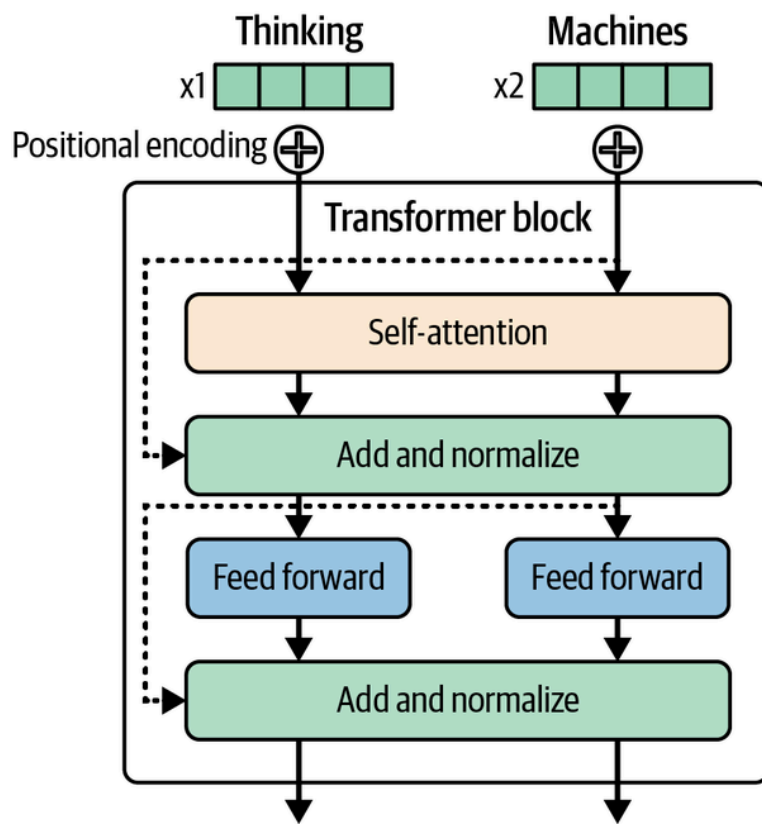 Thinking Machines
x1 x2
Positional encoding
Transformer block
Self-attention
Add and normalize
Feed forward Feed forward
Add and normalize